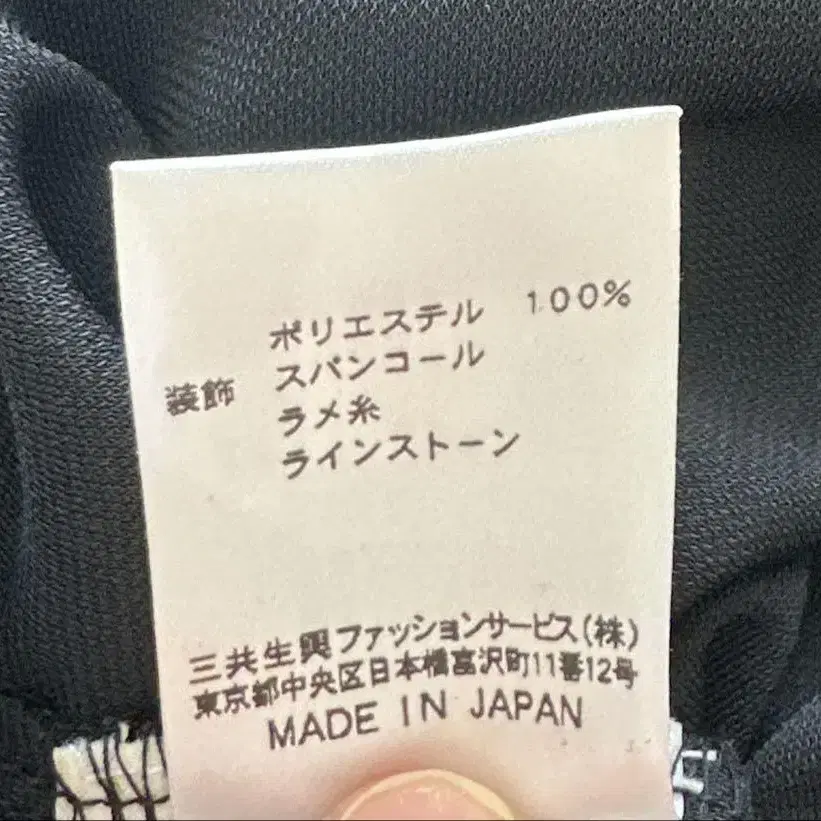 ポリエステル 100%
装飾 スパンコール
ラメ糸
ラインストーン
三共生興ファッションサービス(株)
東京都中央区日本橋富沢町11番12号
MADE IN JAPAN